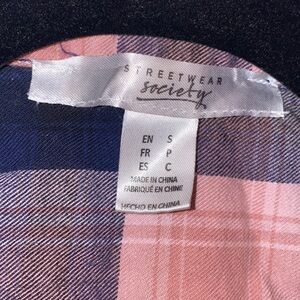 STREETWEAR
society
EN S
FR P
ES C
MADE IN CHINA
FABRIQUÉ EN CHINE
HECHO EN CHINA